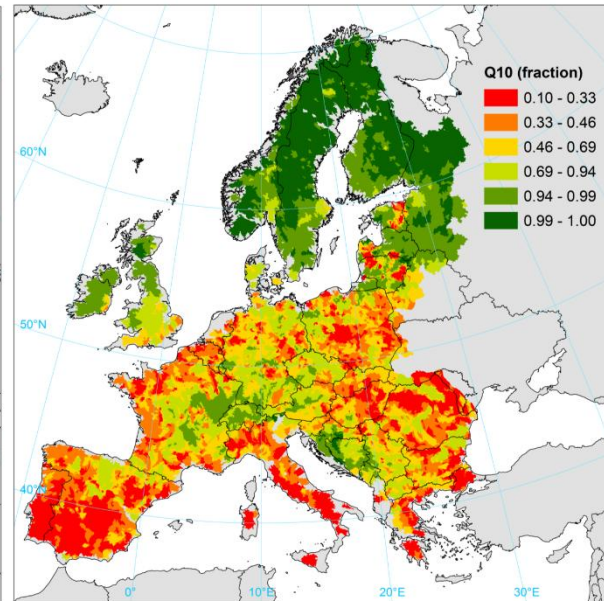 Q10 (fraction)
0.10 - 0.33
0.33 - 0.46
0.46 - 0.69
0.69 - 0.94
0.94 - 0.99
0.99 - 1.00
60°N
50°N
40°N
0°
10°E
20°E
30°E